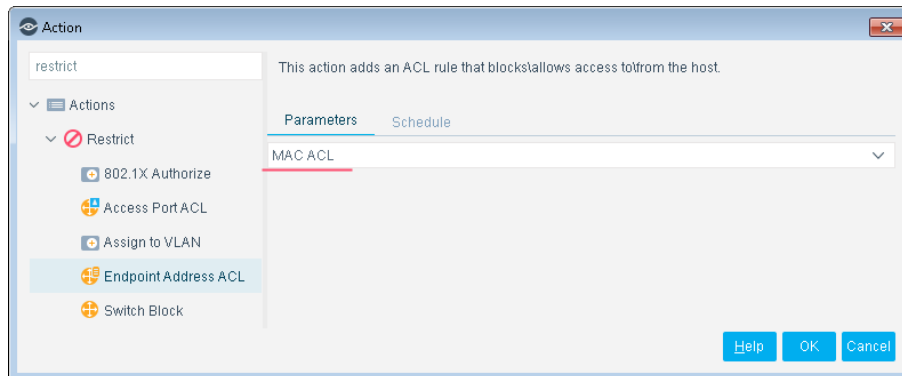 Action
restrict
This action adds an ACL rule that blocks\allows access to\from the host.
Actions
Parameters
Schedule
Restrict
MAC ACL
802.1X Authorize
Access Port ACL
Assign to VLAN
Endpoint Address ACL
Switch Block
Help
OK
Cancel